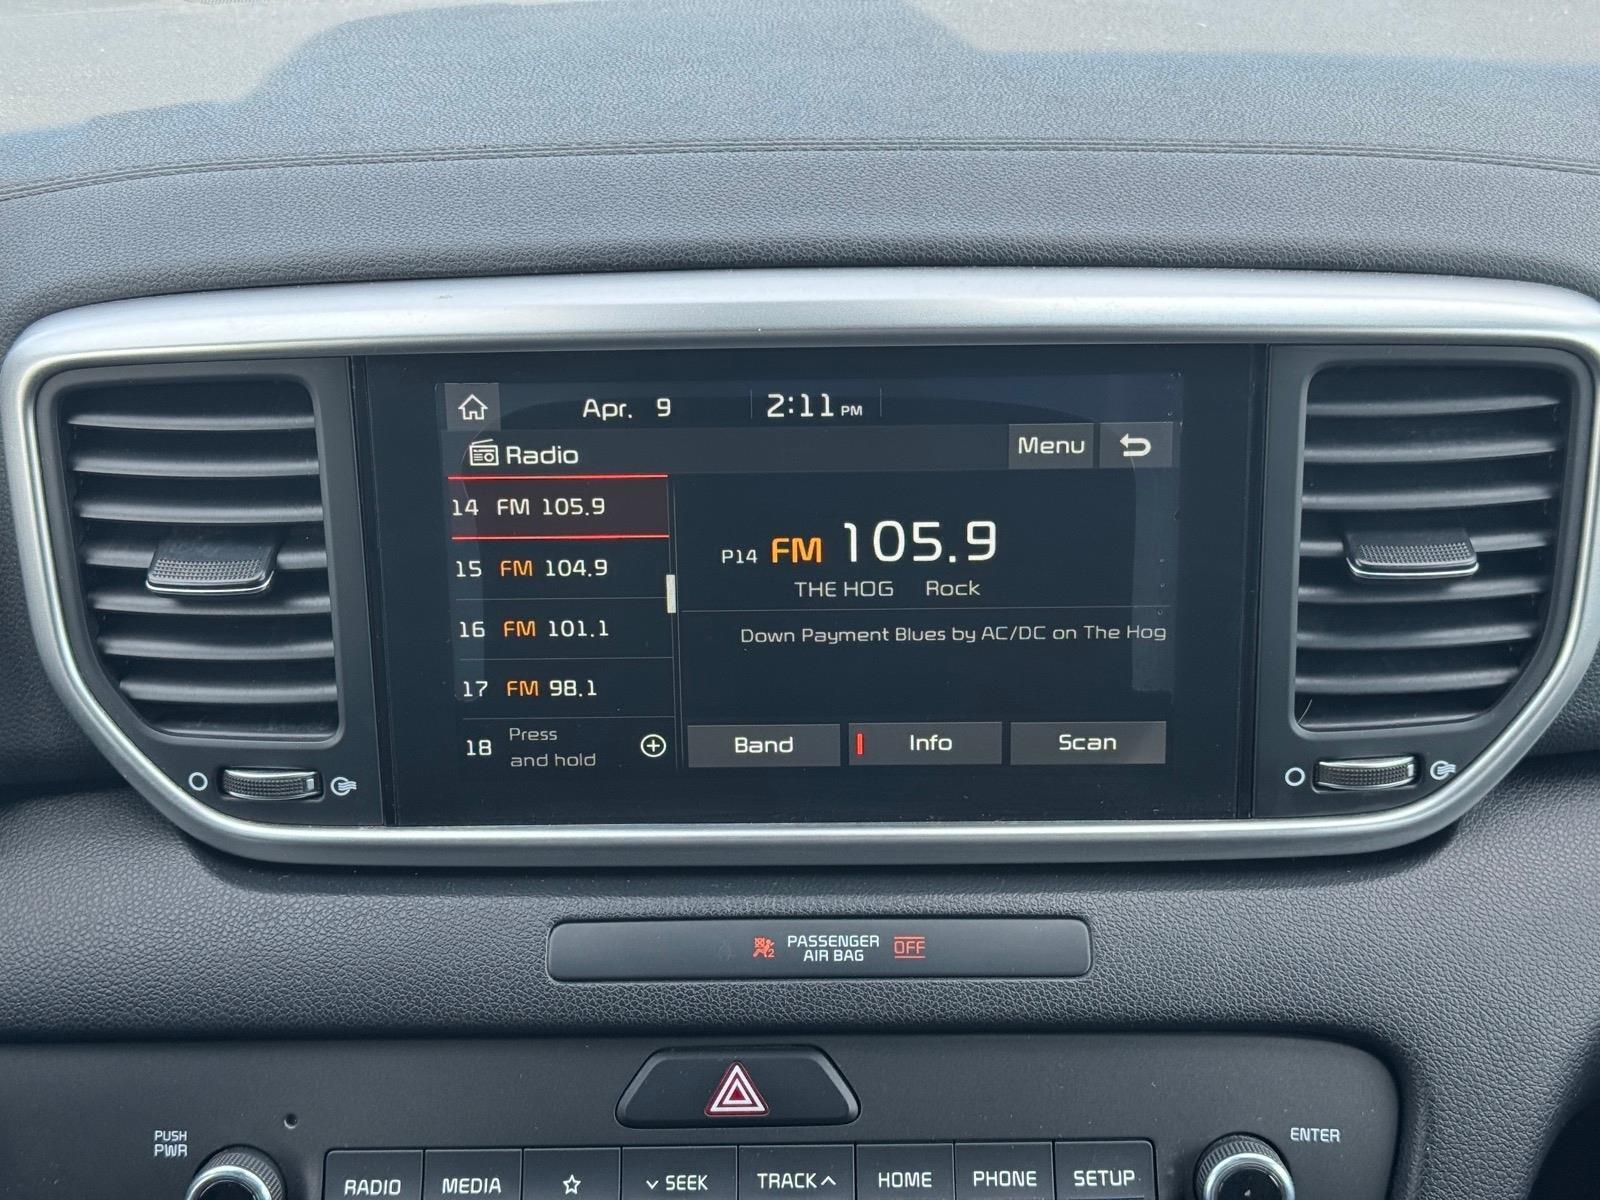 Apr. 9 2:11 PM
Radio Menu
14 FM 105.9
15 FM 104.9
16 FM 101.1
17 FM 98.1
18 Press
and hold
P14 FM 105.9
THE HOG Rock
Down Payment Blues by AC/DC on The Hog
Band Info Scan
2 PASSENGER
AIR BAG OFF
PUSH
PWR
ENTER
RADIO MEDIA SEEK TRACK HOME PHONE SETUP